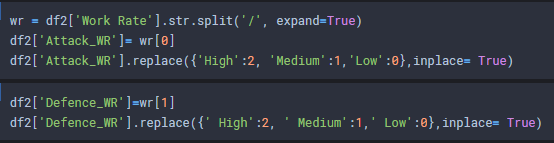 wr = df2['Work Rate'].str.split('/', expand=True)
df2['Attack_WR']= wr[0]
df2['Attack_WR'].replace({'High':2, 'Medium':1,'Low':0},inplace= True)
df2['Defence_WR']=wr[1]
df2['Defence_WR'].replace({' High':2, ' Medium':1,' Low':0},inplace= True)